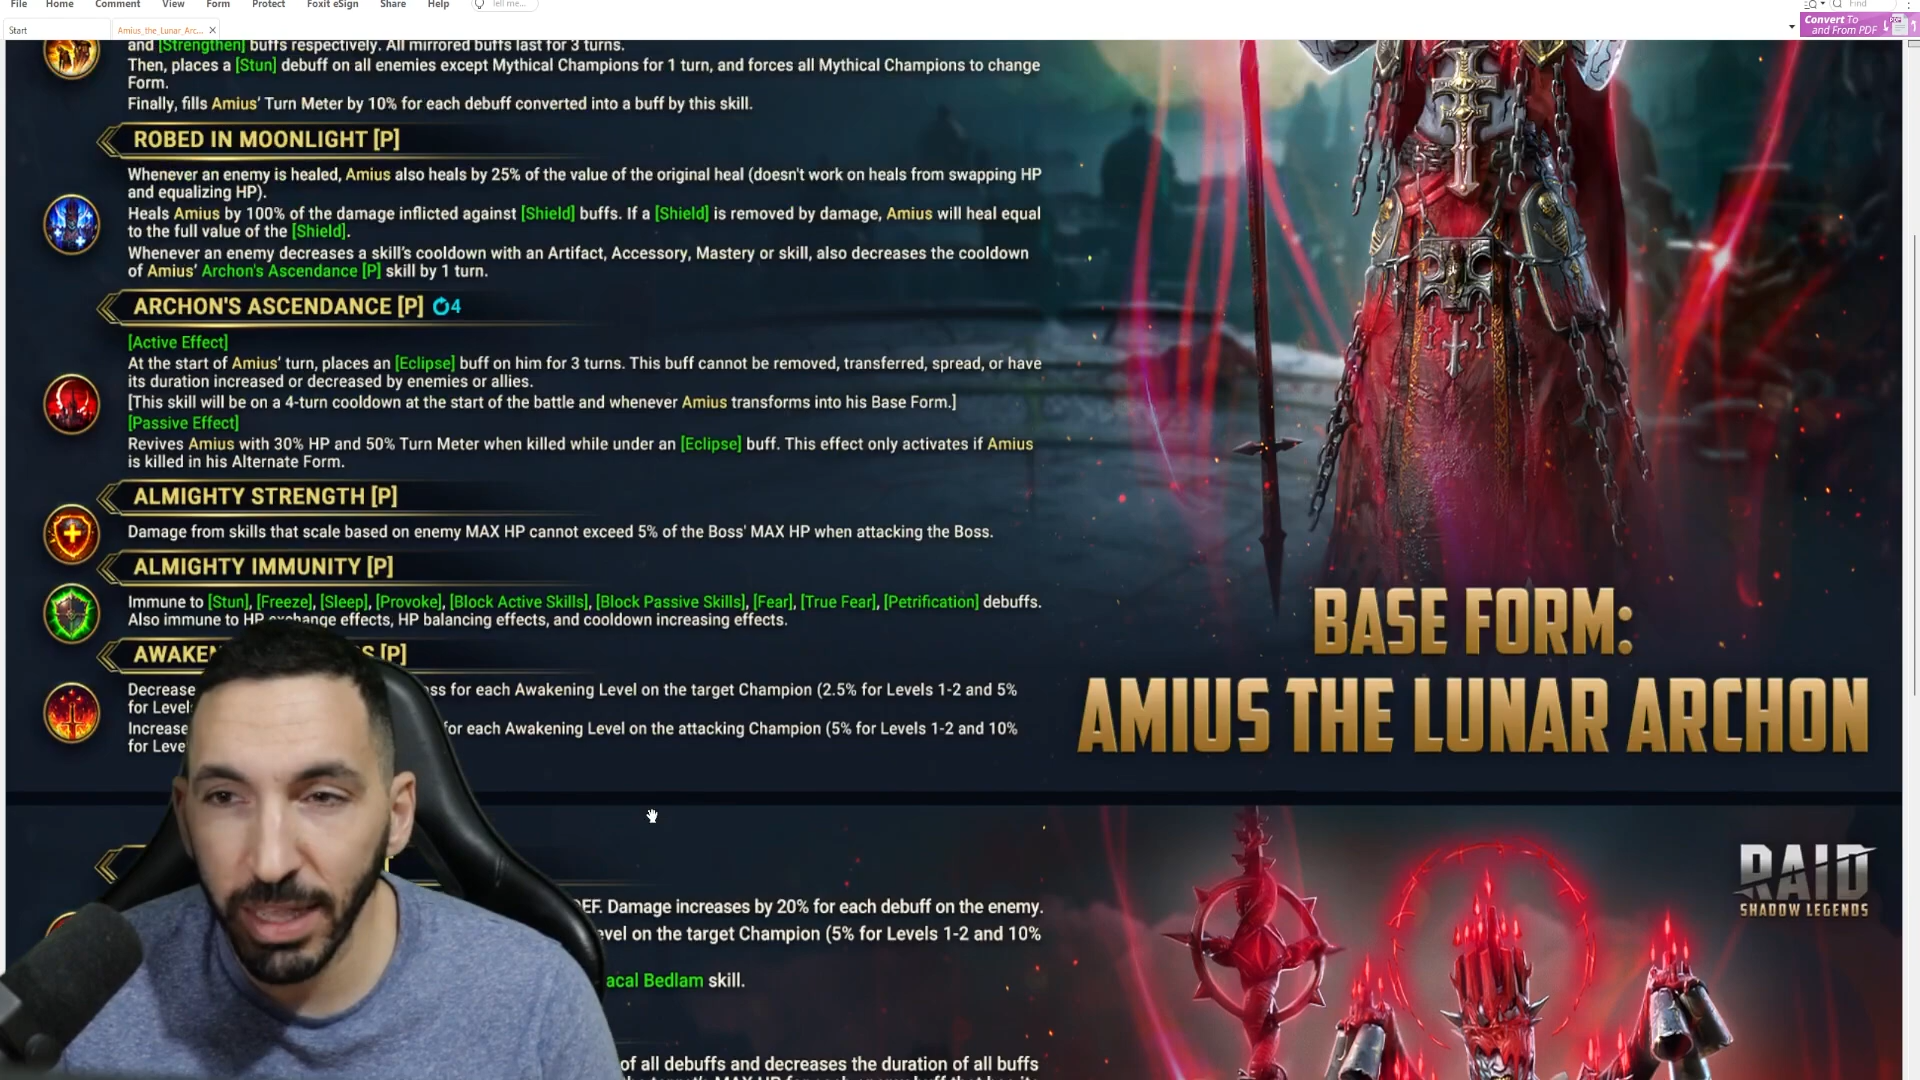 File Home Comment View Form Protect Foxit eSign Share Help Tell me... Find
Start Amius_the_Lunar_Arc...
Convert To
and From PDF
and [Strengthen] buffs respectively. All mirrored buffs last for 3 turns.
Then, places a [Stun] debuff on all enemies except Mythical Champions for 1 turn, and forces all Mythical Champions to change
Form.
Finally, fills Amius' Turn Meter by 10% for each debuff converted into a buff by this skill.
ROBED IN MOONLIGHT [P]
Whenever an enemy is healed, Amius also heals by 25% of the value of the original heal (doesn't work on heals from swapping HP
and equalizing HP).
Heals Amius by 100% of the damage inflicted against [Shield] buffs. If a [Shield] is removed by damage, Amius will heal equal
to the full value of the [Shield].
Whenever an enemy decreases a skill's cooldown with an Artifact, Accessory, Mastery or skill, also decreases the cooldown
of Amius' Archon's Ascendance [P] skill by 1 turn.
ARCHON'S ASCENDANCE [P] 4
[Active Effect]
At the start of Amius' turn, places an [Eclipse] buff on him for 3 turns. This buff cannot be removed, transferred, spread, or have
its duration increased or decreased by enemies or allies.
[This skill will be on a 4-turn cooldown at the start of the battle and whenever Amius transforms into his Base Form.]
[Passive Effect]
Revives Amius with 30% HP and 50% Turn Meter when killed while under an [Eclipse] buff. This effect only activates if Amius
is killed in his Alternate Form.
ALMIGHTY STRENGTH [P]
Damage from skills that scale based on enemy MAX HP cannot exceed 5% of the Boss' MAX HP when attacking the Boss.
ALMIGHTY IMMUNITY [P]
Immune to [Stun], [Freeze], [Sleep], [Provoke], [Block Active Skills], [Block Passive Skills], [Fear], [True Fear], [Petrification] debuffs.
Also immune to HP exchange effects, HP balancing effects, and cooldown increasing effects.
[P]
Decrease for each Awakening Level on the target Champion (2.5% for Levels 1-2 and 5%
for
Increase for each Awakening Level on the attacking Champion (5% for Levels 1-2 and 10%
for
BASE FORM:
AMIUS THE LUNAR ARCHON
RAID
SHADOW LEGENDS
DEF. Damage increases by 20% for each debuff on the enemy.
on the target Champion (5% for Levels 1-2 and 10%
Bedlam skill.
of all debuffs and decreases the duration of all buffs